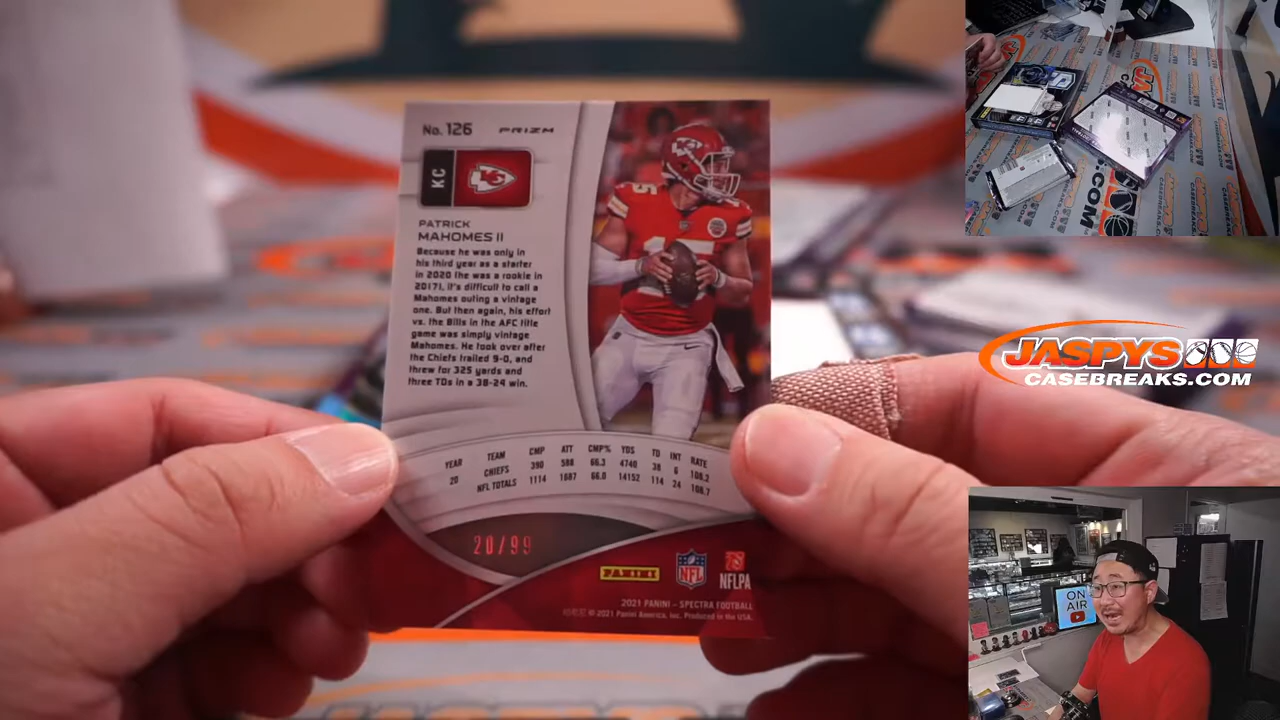 No. 126 PRIZM
KC
PATRICK
MAHOMES II
Because he was only in
his third year as a starter
in 2020 (he was a rookie in
2017), it's difficult to call a
Mahomes outing a vintage
one. But then again, his effort
vs. the Bills in the AFC title
game was simply vintage
Mahomes. He took over after
the Chiefs trailed 9-0, and
threw for 325 yards and
three TDs in a 38-24 win.
15
YEAR TEAM CMP ATT CMP% YDS TD INT RATE
20 CHIEFS 390 588 66.3 4740 38 6 108.2
NFL TOTALS 1114 1687 66.0 14152 114 24 108.7
20/99
PANINI NFL NFLPA
2021 PANINI – SPECTRA FOOTBALL
© 2021 Panini America, Inc. Produced in the USA.
JASPYS
CASEBREAKS.COM
.COM
ON
AIR